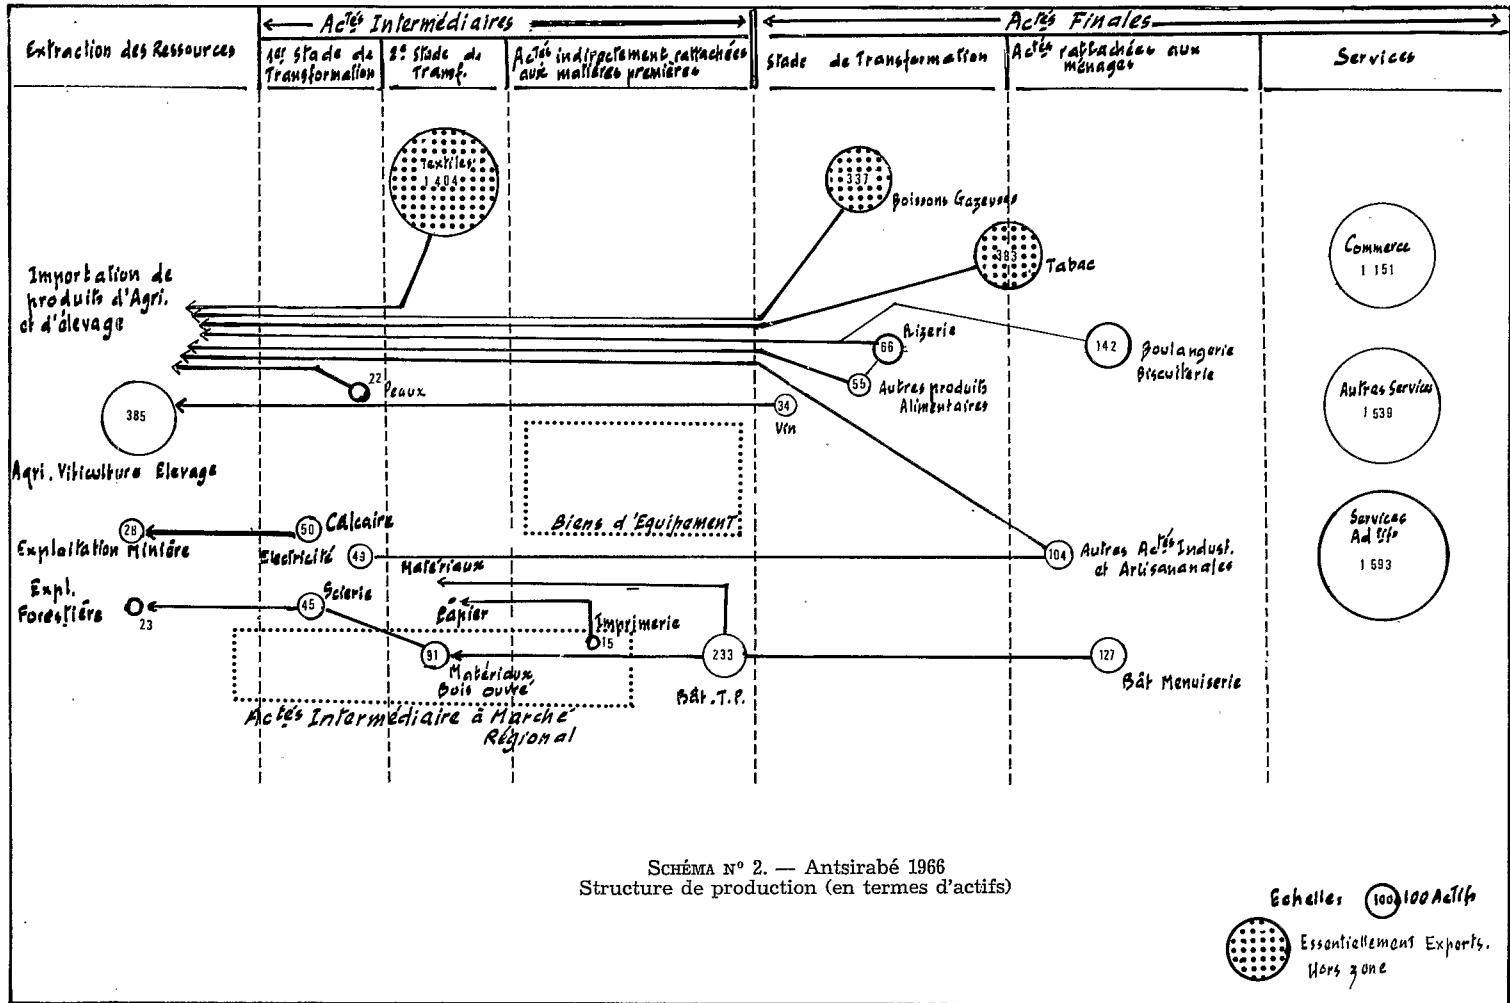 Actés Intermédiaires
Actés Finales
Extraction des Ressources
1er Stade de
Transformation
2e Stade de
Transf.
Actés indirectement rattachées
aux matières premières
Stade de Transformation
Actés rattachées aux
ménages
Services
Textiles
1 404
337
Boissons Gazeuses
383
Tabac
Commerce
1 151
Importation de
produits d'Agri.
et d'élevage
Rizerie
66
142
Boulangerie
Biscuiterie
55
Autres produits
Alimentaires
22
Peaux
34
Vin
Autres Services
1 539
385
Agri. Viticulture Elevage
Biens d'Equipement
28
Exploitation Minière
50
Calcaire
Electricité
49
Matériaux
104
Autres Actés Indust.
et Artisananales
Services
1 593
Expl.
Forestière
23
Scierie
45
Papier
Imprimerie
15
91
Matériaux
Bois ouvré
233
Bât. T.P.
127
Bât Menuiserie
Actés Intermédiaire à Marché
Régional
SCHÉMA N° 2. — Antsirabé 1966
Structure de production (en termes d'actifs)
Echelle:
100
100 Actifs
Essentiellement Exports.
Hors zone